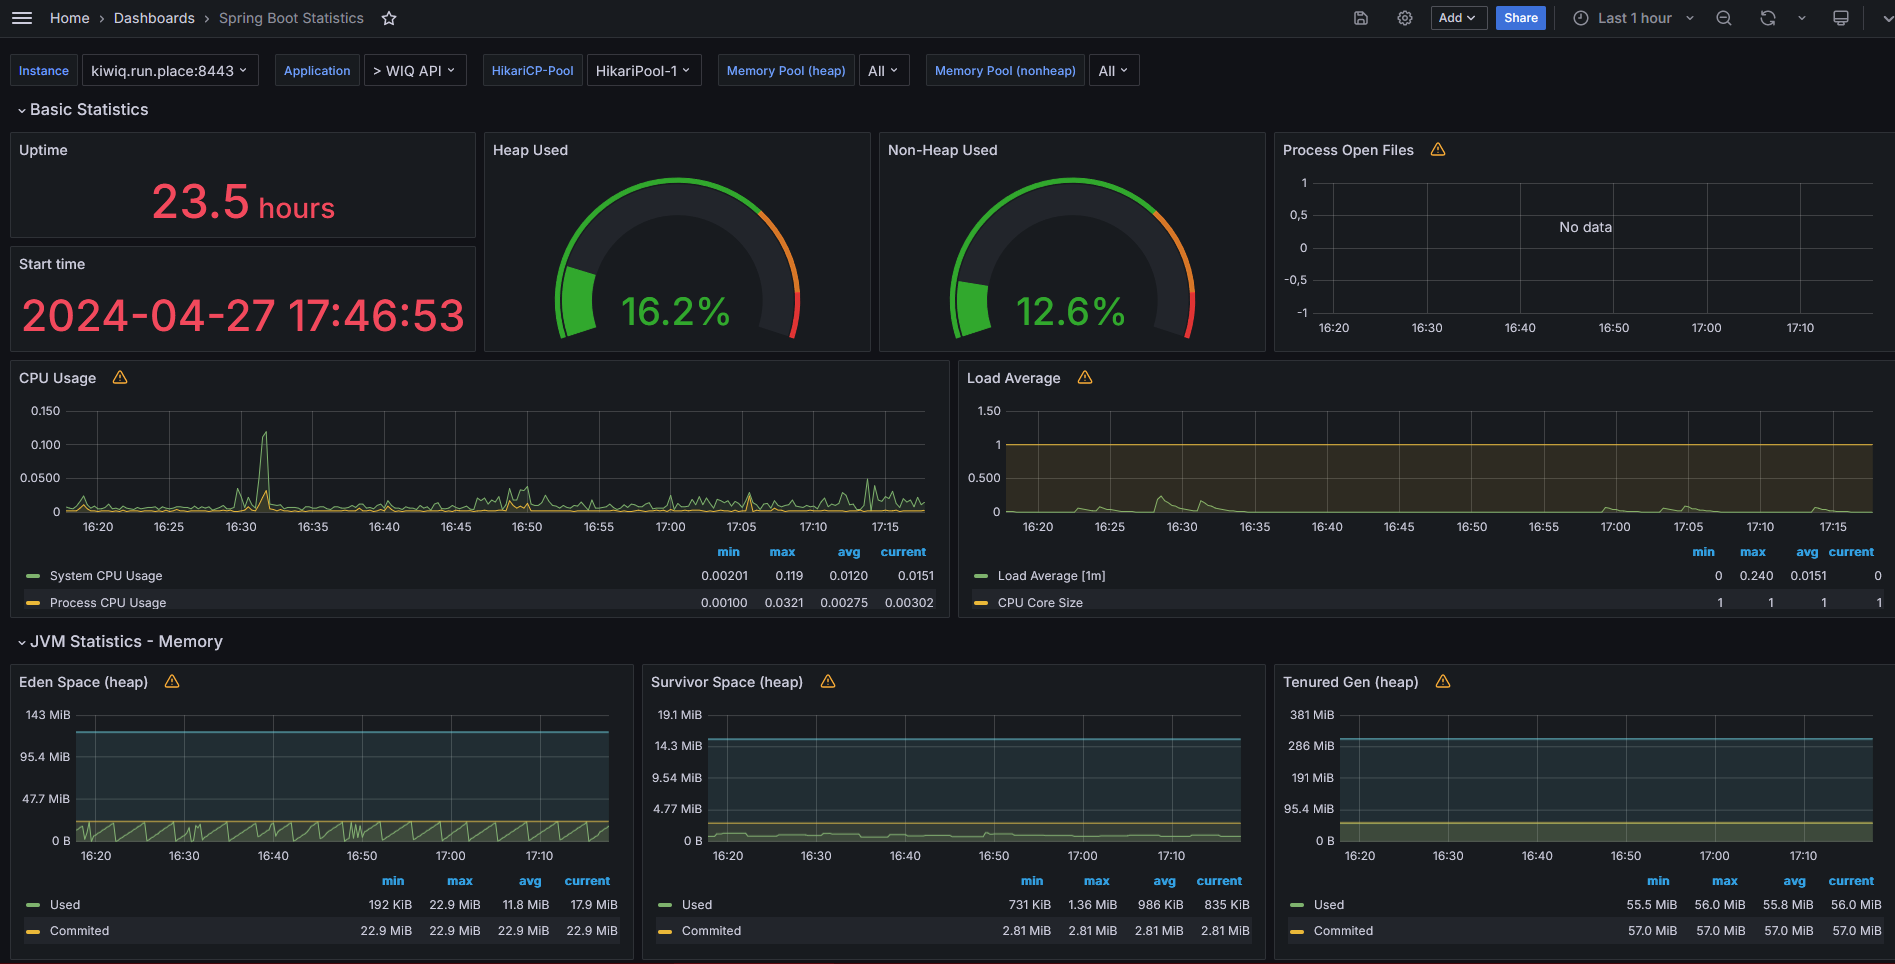 Home › Dashboards › Spring Boot Statistics
Add
Share
Last 1 hour
Instance kiwiq.run.place:8443 Application > WIQ API HikariCP-Pool HikariPool-1 Memory Pool (heap) All Memory Pool (nonheap) All
Basic Statistics
Uptime
23.5 hours
Start time
2024-04-27 17:46:53
Heap Used
16.2%
Non-Heap Used
12.6%
Process Open Files
1
0,5
0
-0,5
-1
No data
16:20 16:30 16:40 16:50 17:00 17:10
CPU Usage
0.150
0.100
0.0500
0
16:20 16:25 16:30 16:35 16:40 16:45 16:50 16:55 17:00 17:05 17:10 17:15
min max avg current
System CPU Usage 0.00201 0.119 0.0120 0.0151
Process CPU Usage 0.00100 0.0321 0.00275 0.00302
Load Average
1.50
1
0.500
0
16:20 16:25 16:30 16:35 16:40 16:45 16:50 16:55 17:00 17:05 17:10 17:15
min max avg current
Load Average [1m] 0 0.240 0.0151 0
CPU Core Size 1 1 1 1
JVM Statistics - Memory
Eden Space (heap)
143 MiB
95.4 MiB
47.7 MiB
0 B
16:20 16:30 16:40 16:50 17:00 17:10
min max avg current
Used 192 KiB 22.9 MiB 11.8 MiB 17.9 MiB
Commited 22.9 MiB 22.9 MiB 22.9 MiB 22.9 MiB
Survivor Space (heap)
19.1 MiB
14.3 MiB
9.54 MiB
4.77 MiB
0 B
16:20 16:30 16:40 16:50 17:00 17:10
min max avg current
Used 731 KiB 1.36 MiB 986 KiB 835 KiB
Commited 2.81 MiB 2.81 MiB 2.81 MiB 2.81 MiB
Tenured Gen (heap)
381 MiB
286 MiB
191 MiB
95.4 MiB
0 B
16:20 16:30 16:40 16:50 17:00 17:10
min max avg current
Used 55.5 MiB 56.0 MiB 55.8 MiB 56.0 MiB
Commited 57.0 MiB 57.0 MiB 57.0 MiB 57.0 MiB